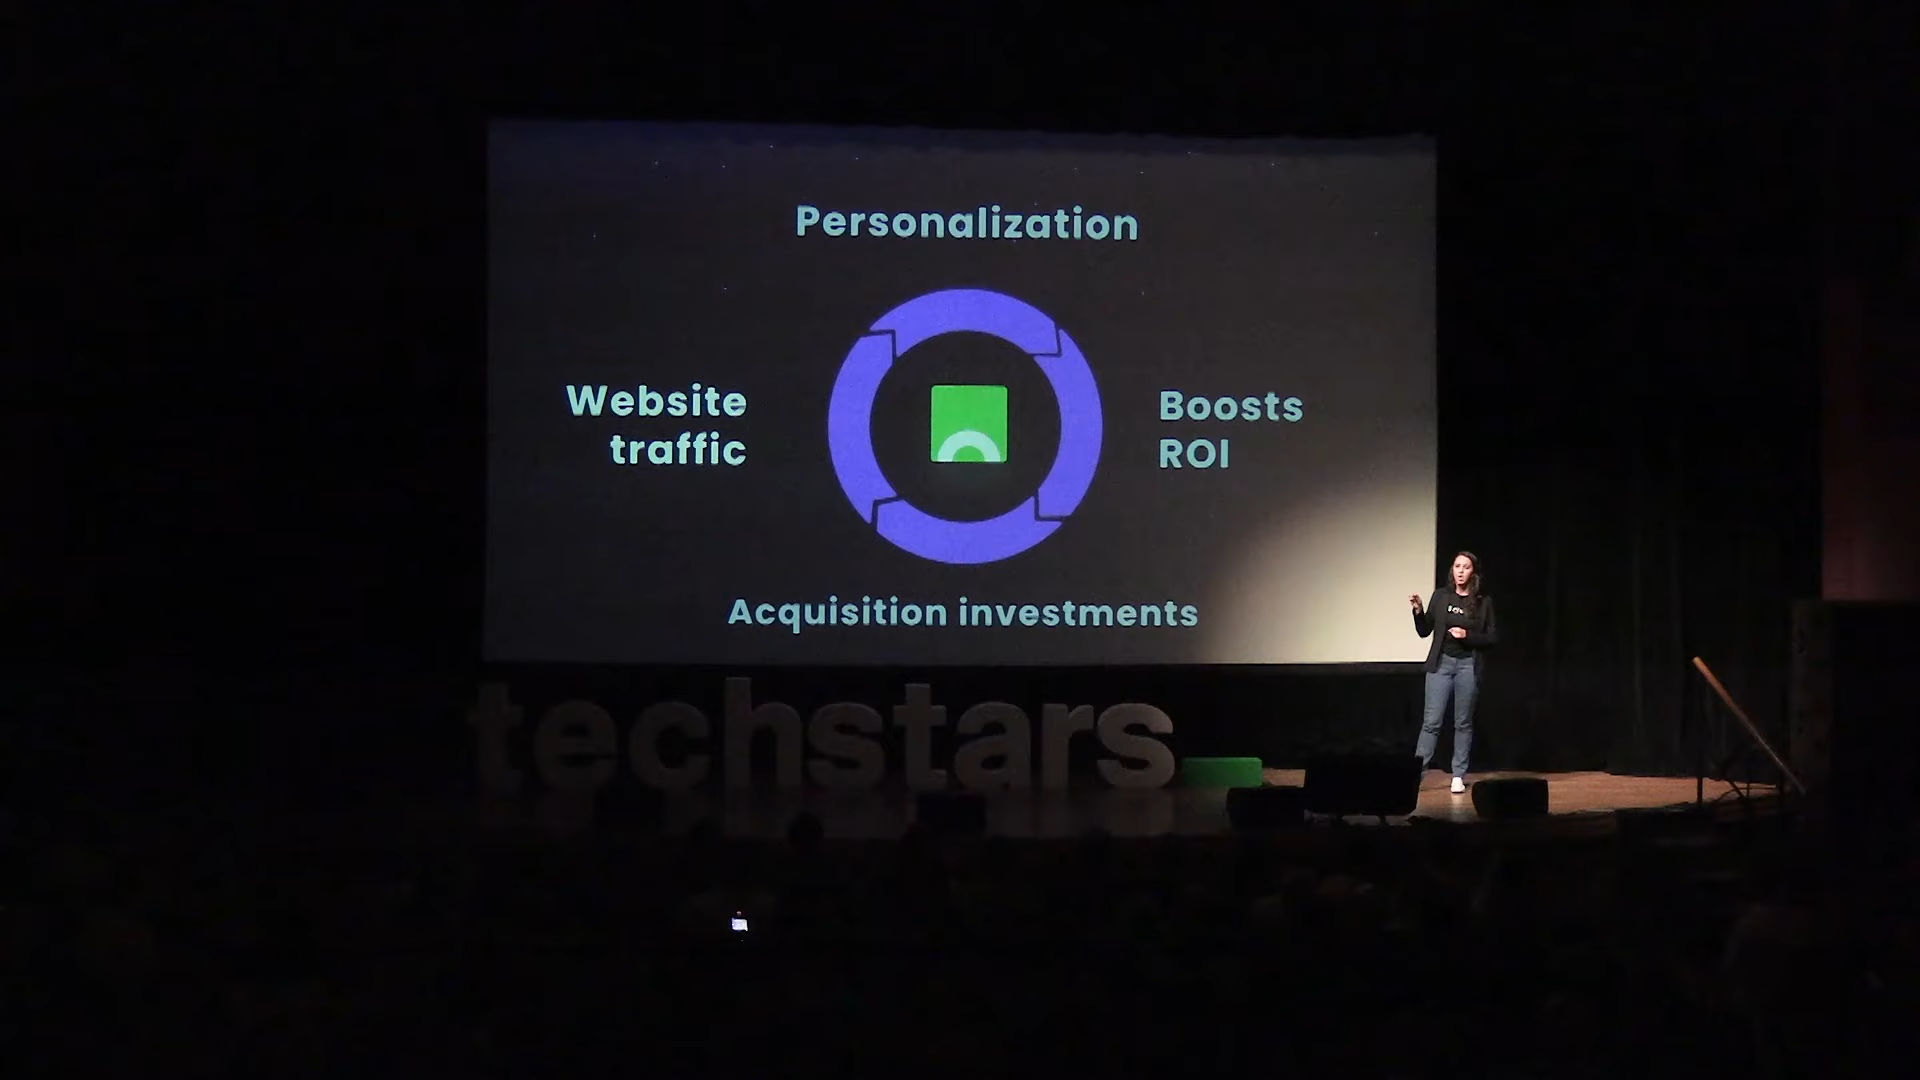 Personalization
Website
traffic
Boosts
ROI
Acquisition investments
techstars